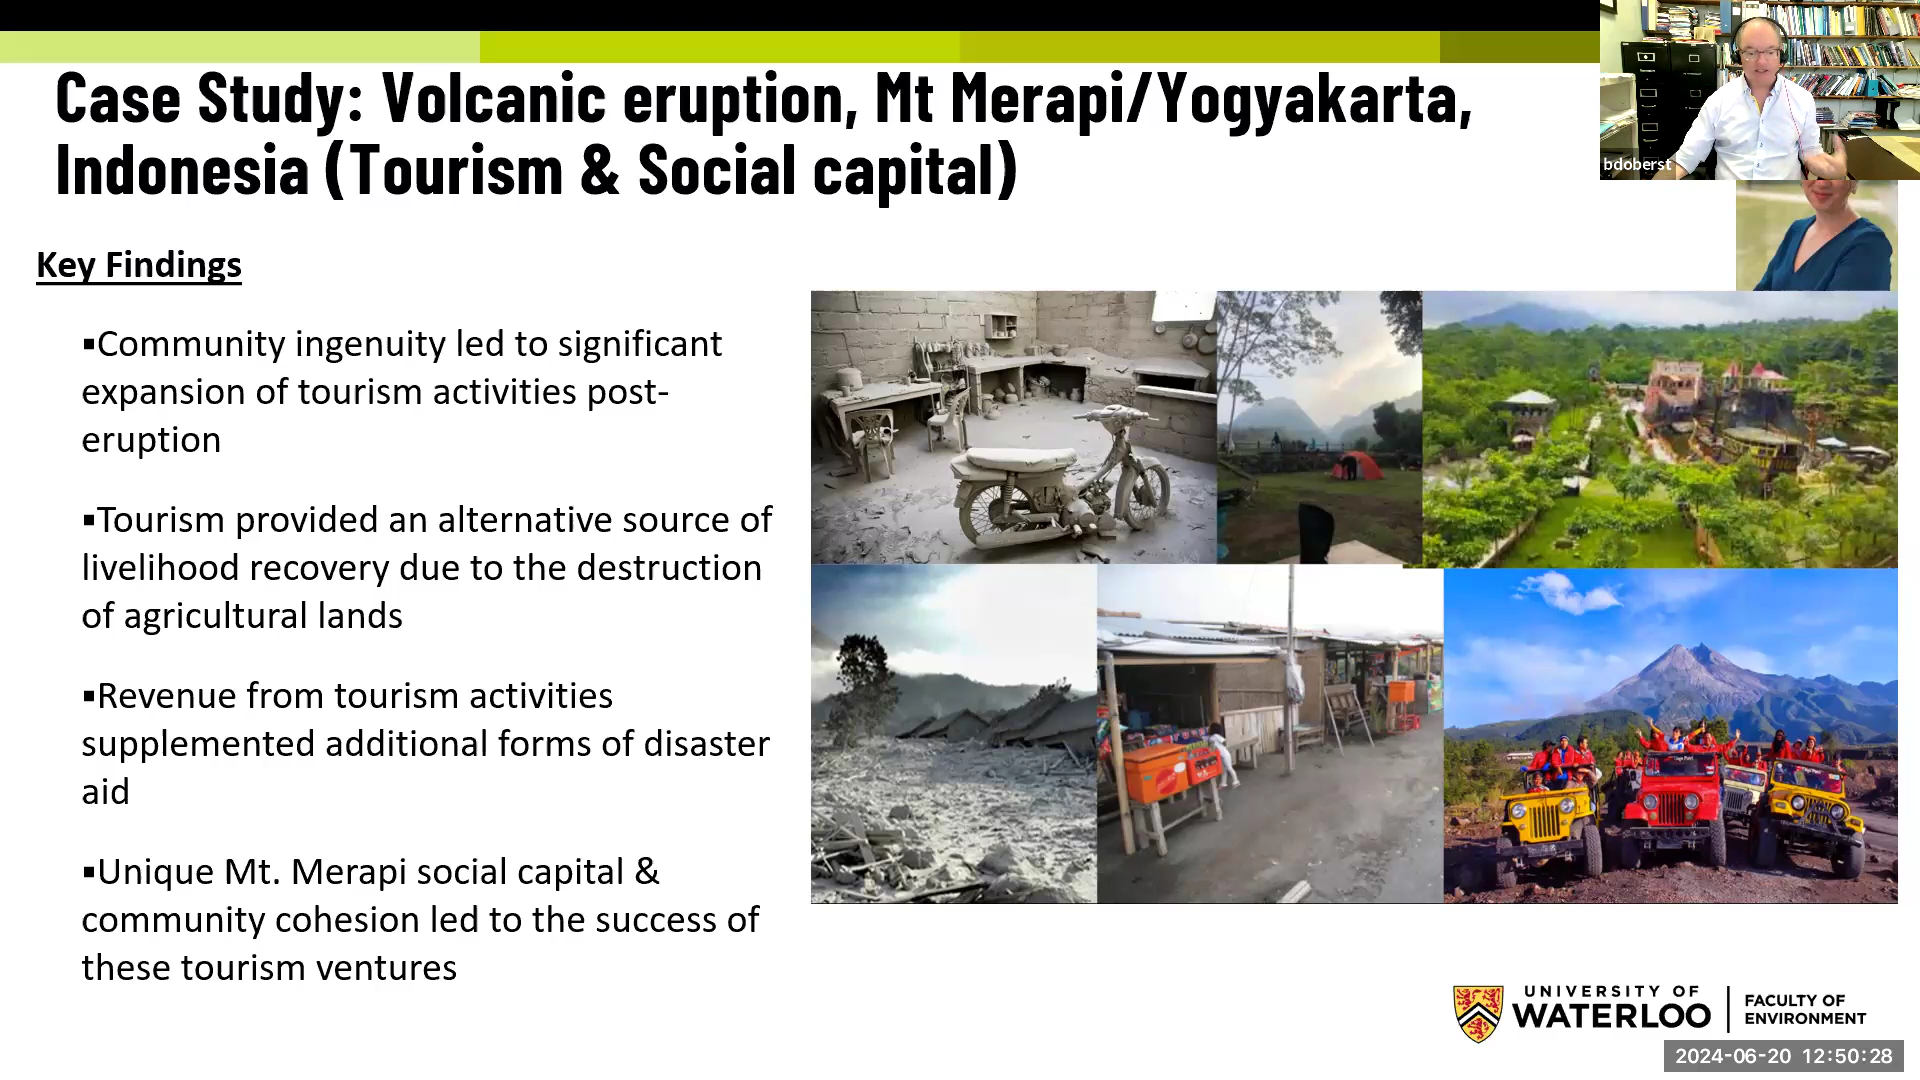 Case Study: Volcanic eruption, Mt Merapi/Yogyakarta,
Indonesia (Tourism & Social capital)
bdoberst
Key Findings
▪Community ingenuity led to significant
expansion of tourism activities post-
eruption
▪Tourism provided an alternative source of
livelihood recovery due to the destruction
of agricultural lands
▪Revenue from tourism activities
supplemented additional forms of disaster
aid
▪Unique Mt. Merapi social capital &
community cohesion led to the success of
these tourism ventures
UNIVERSITY OF
WATERLOO
FACULTY OF
ENVIRONMENT
2024-06-20 12:50:28